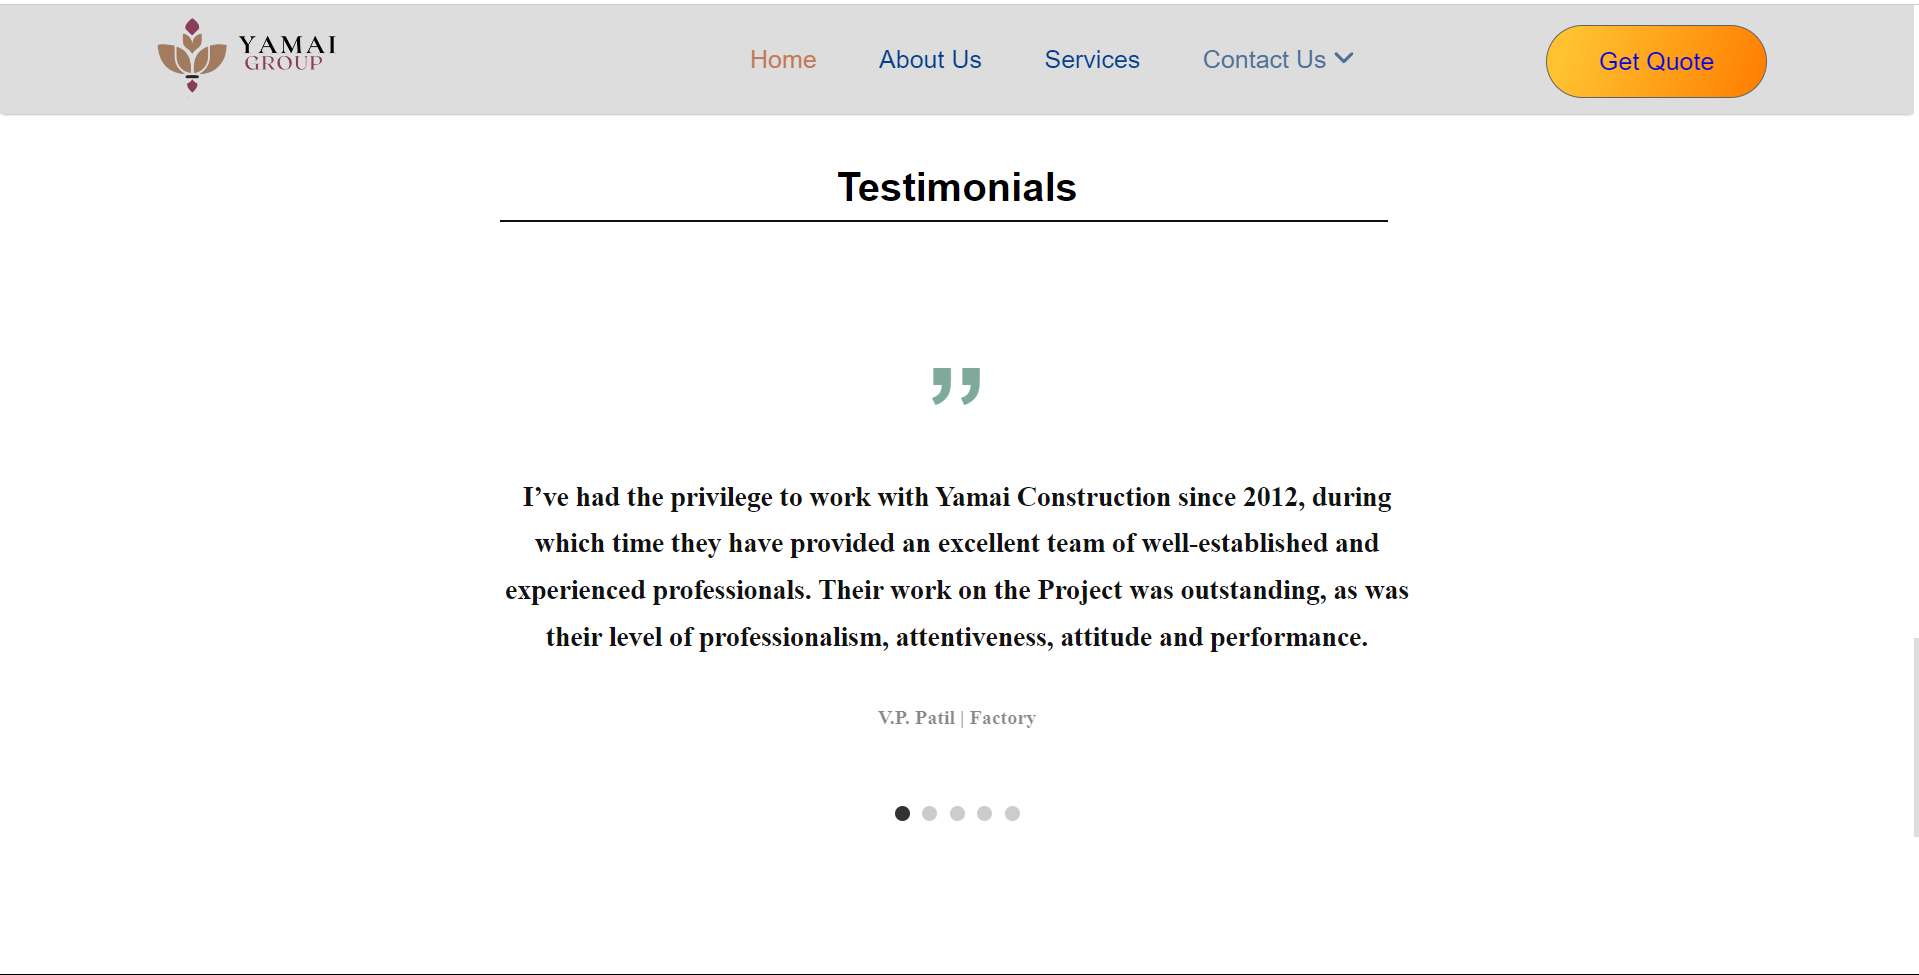 YAMAI
GROUP
Home
About Us
Services
Contact Us
Get Quote
Testimonials
”
I’ve had the privilege to work with Yamai Construction since 2012, during
which time they have provided an excellent team of well-established and
experienced professionals. Their work on the Project was outstanding, as was
their level of professionalism, attentiveness, attitude and performance.
V.P. Patil | Factory